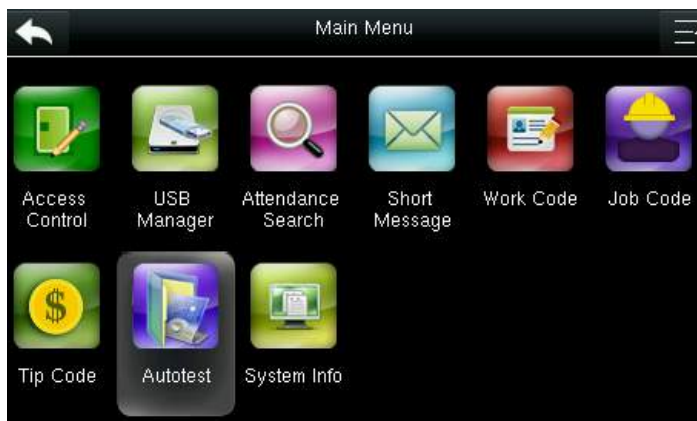 Main Menu
Access Control
USB Manager
Attendance Search
Short Message
Work Code
Job Code
$
Tip Code
Autotest
System Info